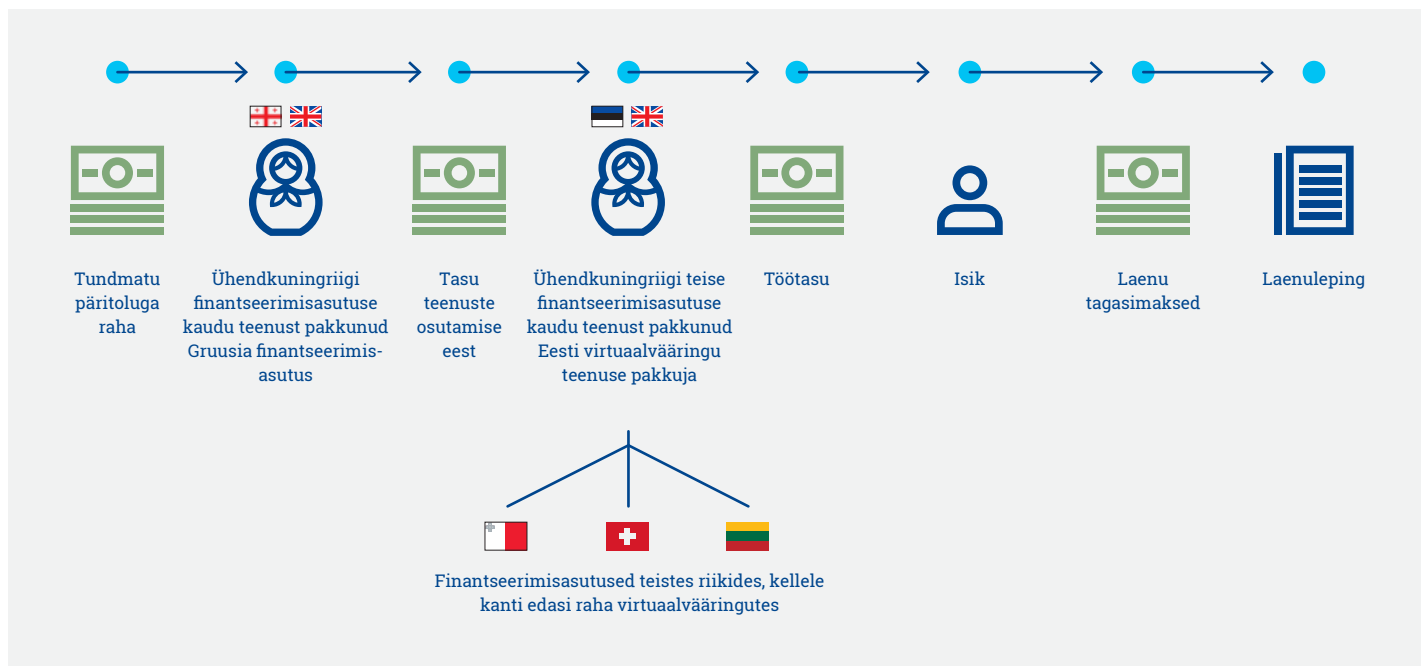 Tundmatu
päritoluga
raha
Ühendkuningriigi
finantseerimisasutuse
kaudu teenust pakkunud
Gruusia finantseerimis-
asutus
Tasu
teenuste
osutamise
eest
Ühendkuningriigi teise
finantseerimisasutuse
kaudu teenust pakkunud
Eesti virtuaalvääringu
teenuse pakkuja
Töötasu
Isik
Laenu
tagasimaksed
Laenuleping
Finantseerimisasutused teistes riikides, kellele
kanti edasi raha virtuaalvääringutes